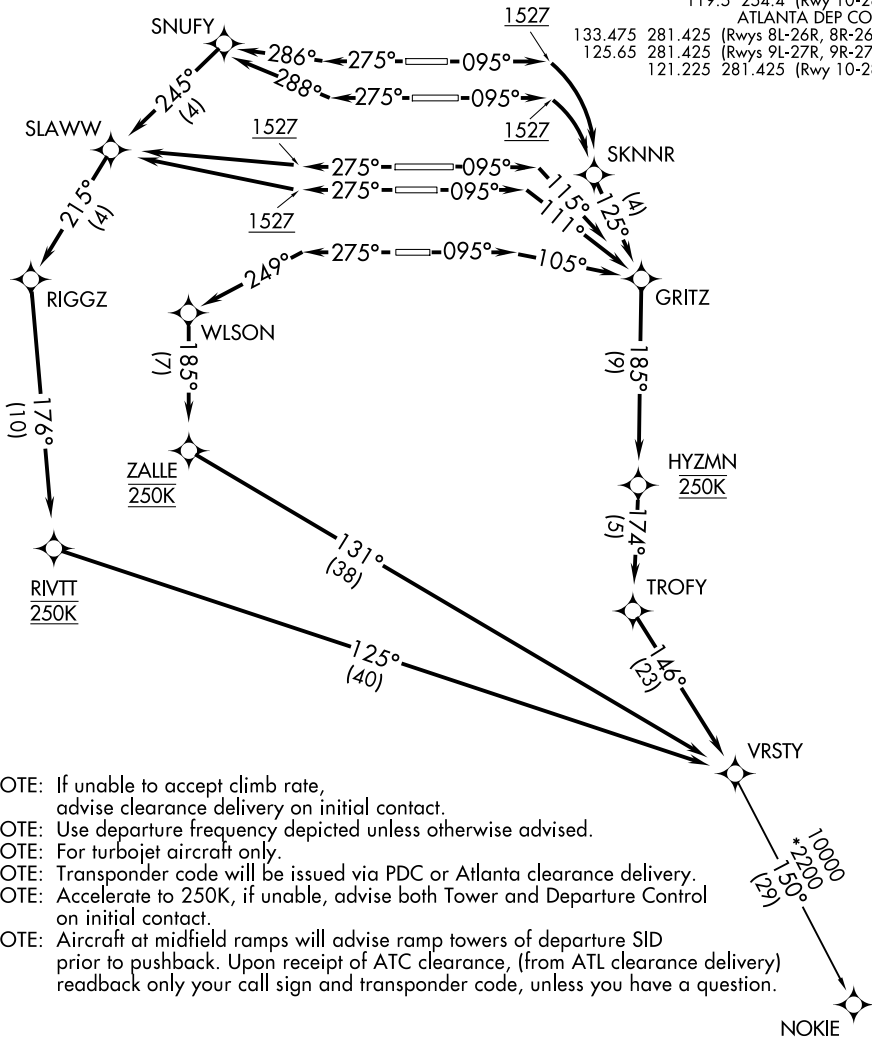 119.5 254.4 (Rwy 10-28
ATLANTA DEP CO
133.475 281.425 (Rwys 8L-26R, 8R-26
125.65 281.425 (Rwys 9L-27R, 9R-27
121.225 281.425 (Rwy 10-28
SNUFY
1527
286° 275° 095°
288° 275° 095°
245°
(4)
1527
SLAWW
1527
SKNNR
275° 095°
275° 095°
115°
111°
125°
(4)
1527
215°
(4)
249° 275° 095° 105°
RIGGZ
WLSON
GRITZ
185°
(7)
185°
(9)
176°
(10)
ZALLE
250K
HYZMN
250K
174°
(5)
131°
(38)
RIVTT
250K
TROFY
125°
(40)
146°
(23)
VRSTY
OTE: If unable to accept climb rate,
advise clearance delivery on initial contact.
OTE: Use departure frequency depicted unless otherwise advised.
OTE: For turbojet aircraft only.
OTE: Transponder code will be issued via PDC or Atlanta clearance delivery.
OTE: Accelerate to 250K, if unable, advise both Tower and Departure Control
on initial contact.
OTE: Aircraft at midfield ramps will advise ramp towers of departure SID
prior to pushback. Upon receipt of ATC clearance, (from ATL clearance delivery)
readback only your call sign and transponder code, unless you have a question.
10000
*2200
150°
(29)
NOKIE